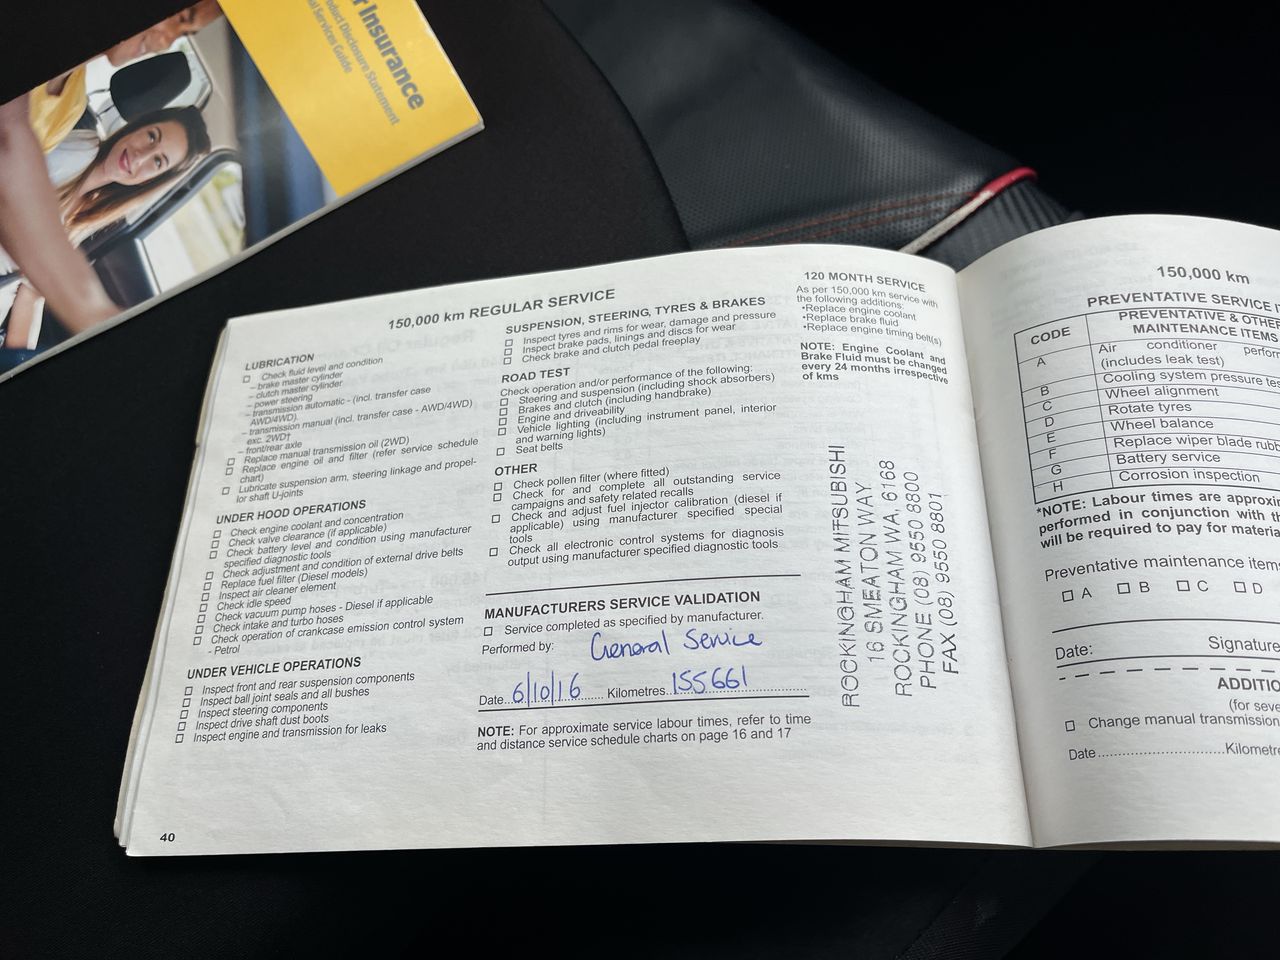 Insurance
Product Disclosure Statement
Services Guide
150,000 km REGULAR SERVICE
LUBRICATION
☐ Check fluid level and condition
– brake master cylinder
– clutch master cylinder
– power steering
– transmission automatic - (incl. transfer case
AWD/4WD)
– transmission manual (incl. transfer case - AWD/4WD)
exc. 2WD†
– front/rear axle
☐ Replace manual transmission oil (2WD)
☐ Replace engine oil and filter (refer service schedule
chart)
☐ Lubricate suspension arm, steering linkage and propel-
lor shaft U-joints
UNDER HOOD OPERATIONS
☐ Check engine coolant and concentration
☐ Check valve clearance (if applicable)
☐ Check battery level and condition using manufacturer
specified diagnostic tools
☐ Check adjustment and condition of external drive belts
☐ Replace fuel filter (Diesel models)
☐ Inspect air cleaner element
☐ Check idle speed
☐ Check vacuum pump hoses - Diesel if applicable
☐ Check intake and turbo hoses
☐ Check operation of crankcase emission control system
- Petrol
UNDER VEHICLE OPERATIONS
☐ Inspect front and rear suspension components
☐ Inspect ball joint seals and all bushes
☐ Inspect steering components
☐ Inspect drive shaft dust boots
☐ Inspect engine and transmission for leaks
40
SUSPENSION, STEERING, TYRES & BRAKES
☐ Inspect tyres and rims for wear, damage and pressure
☐ Inspect brake pads, linings and discs for wear
☐ Check brake and clutch pedal freeplay
ROAD TEST
Check operation and/or performance of the following:
☐ Steering and suspension (including shock absorbers)
☐ Brakes and clutch (including handbrake)
☐ Engine and driveability
☐ Vehicle lighting (including instrument panel, interior
and warning lights)
☐ Seat belts
OTHER
☐ Check pollen filter (where fitted)
☐ Check for and complete all outstanding service
campaigns and safety related recalls
☐ Check and adjust fuel injector calibration (diesel if
applicable) using manufacturer specified special
tools
☐ Check all electronic control systems for diagnosis
output using manufacturer specified diagnostic tools
MANUFACTURERS SERVICE VALIDATION
☐ Service completed as specified by manufacturer.
Performed by: General Service
Date 6/10/16 Kilometres 155661
NOTE: For approximate service labour times, refer to time
and distance service schedule charts on page 16 and 17
120 MONTH SERVICE
As per 150,000 km service with
the following additions:
•Replace engine coolant
•Replace brake fluid
•Replace engine timing belt(s)
NOTE: Engine Coolant and
Brake Fluid must be changed
every 24 months irrespective
of kms
ROCKINGHAM MITSUBISHI
16 SMEATON WAY
ROCKINGHAM WA. 6168
PHONE (08) 9550 8800
FAX (08) 9550 8801
150,000 km
PREVENTATIVE SERVICE
CODE PREVENTATIVE & OTHER
MAINTENANCE ITEMS
A Air conditioner
(includes leak test)
B Cooling system pressure
C Wheel alignment
D Rotate tyres
E Wheel balance
F Replace wiper blade
G Battery service
H Corrosion inspection
*NOTE: Labour times are
performed in conjunction with
will be required to pay for
Preventative maintenance items
☐ A ☐ B ☐ C ☐ D
Date: Signature
(for
☐ Change manual transmission
Date